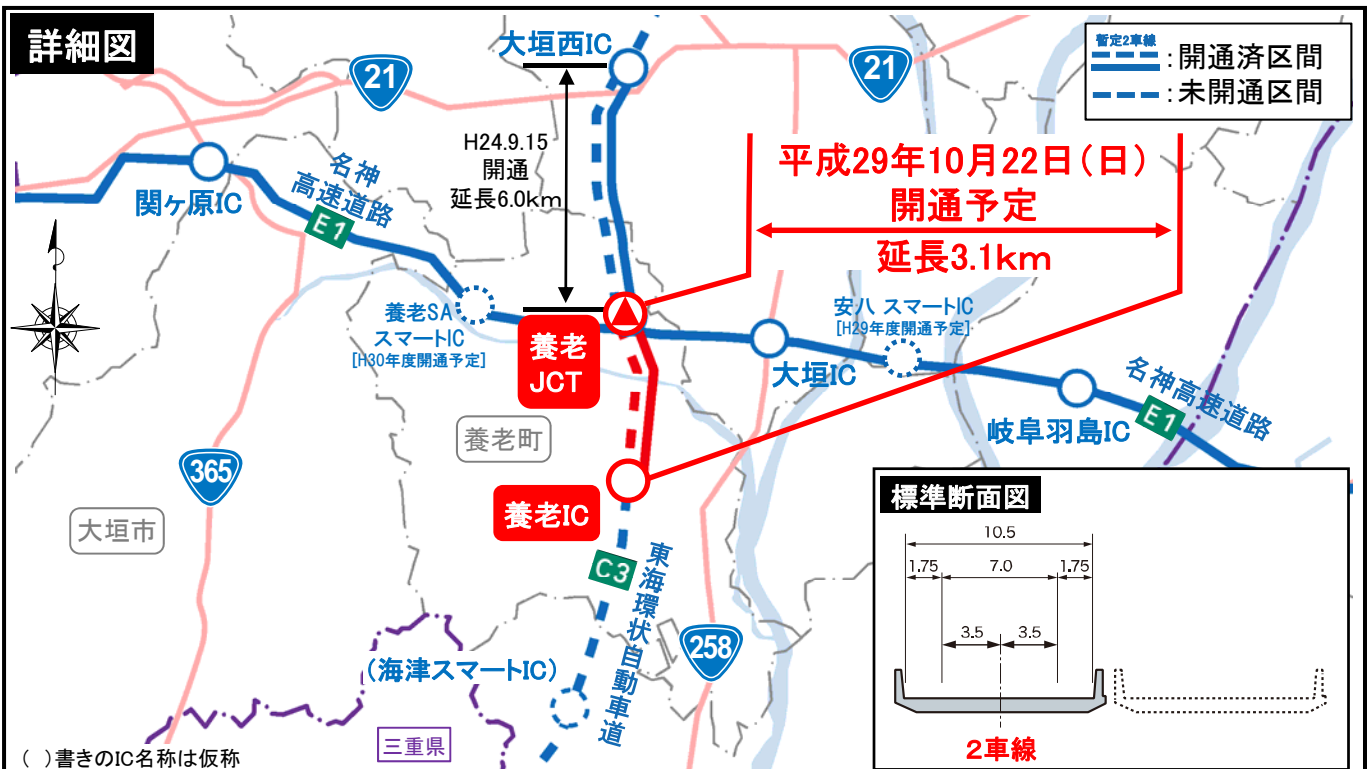 詳細図
大垣西IC
21
21
暫定2車線
:開通済区間
:未開通区間
H24.9.15
開通
延長6.0km
平成29年10月22日(日)
開通予定
延長3.1km
関ヶ原IC
名神
高速道路
E1
養老SA
スマートIC
[H30年度開通予定]
養老
JCT
安八 スマートIC
[H29年度開通予定]
大垣IC
岐阜羽島IC
名神高速道路
E1
養老町
365
大垣市
養老IC
C3
東海環状自動車道
258
(海津スマートIC)
三重県
( )書きのIC名称は仮称
標準断面図
10.5
1.75 7.0 1.75
3.5 3.5
2車線